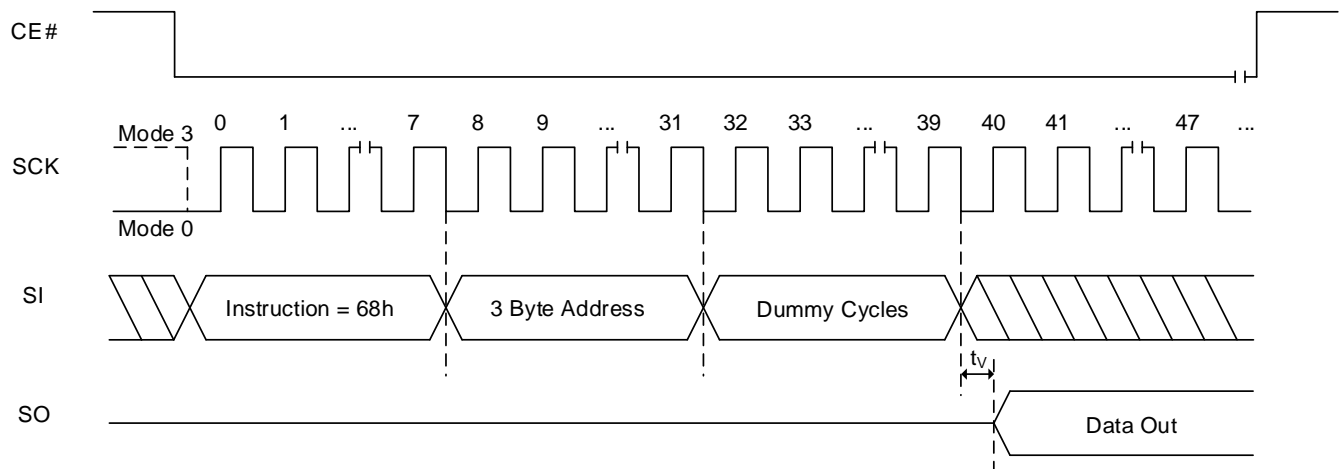 CE#
0 1 ... 7 8 9 ... 31 32 33 ... 39 40 41 ... 47 ...
Mode 3
SCK
Mode 0
SI
Instruction = 68h
3 Byte Address
Dummy Cycles
tV
SO
Data Out